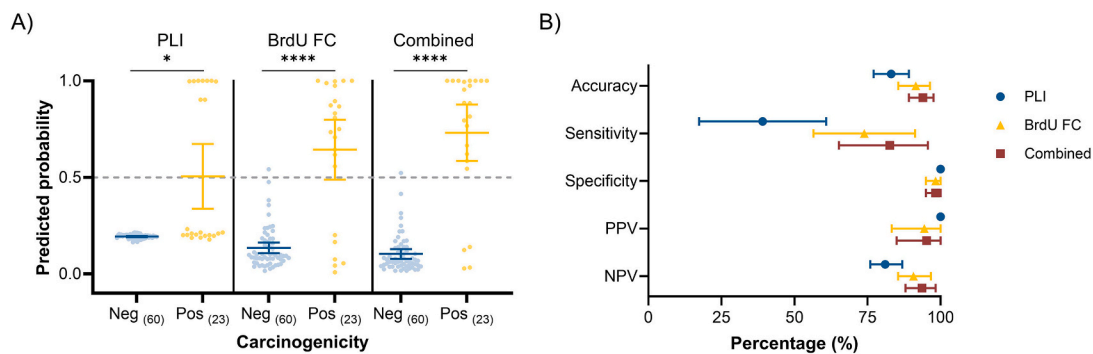 A)
PLI BrdU FC Combined
* **** ****
Predicted probability
1.0
0.5
0.0
Neg (60) Pos (23) Neg (60) Pos (23) Neg (60) Pos (23)
Carcinogenicity
B)
Accuracy
Sensitivity
Specificity
PPV
NPV
0 25 50 75 100
Percentage (%)
PLI
BrdU FC
Combined